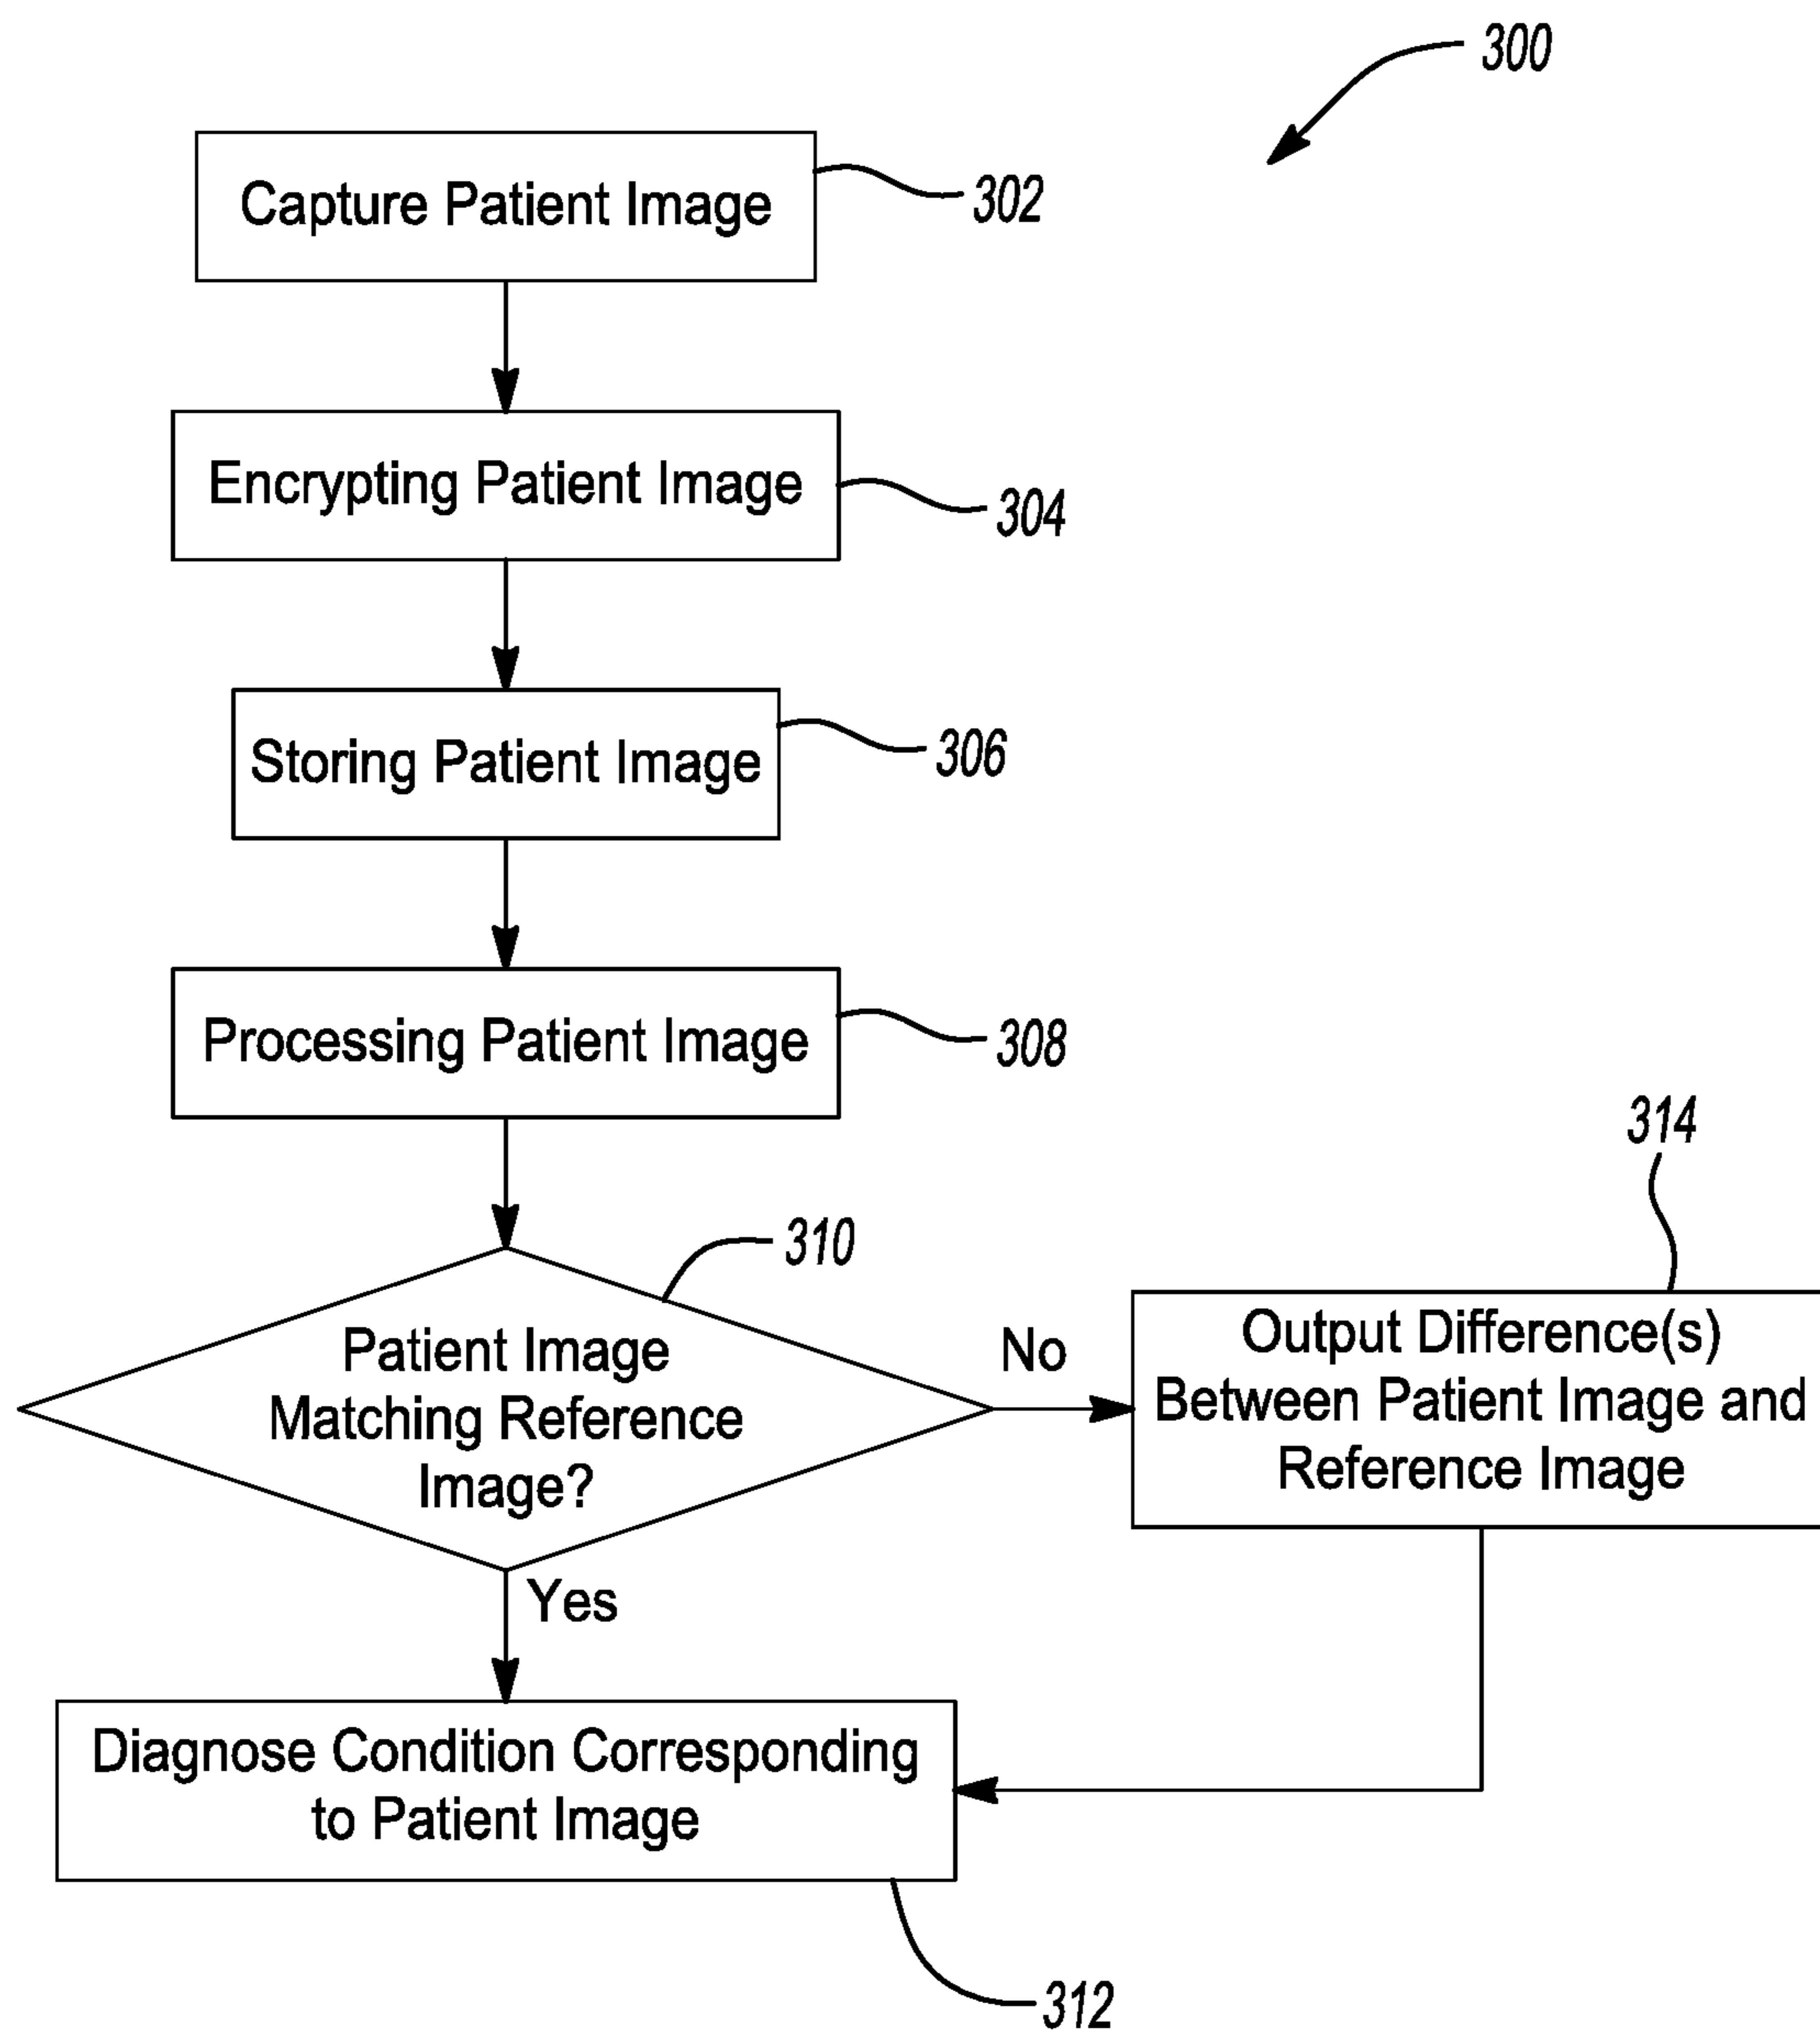 300
Capture Patient Image
302
Encrypting Patient Image
304
Storing Patient Image
306
Processing Patient Image
308
314
310
Patient Image
Matching Reference
Image?
No
Output Difference(s)
Between Patient Image and
Reference Image
Yes
Diagnose Condition Corresponding
to Patient Image
312